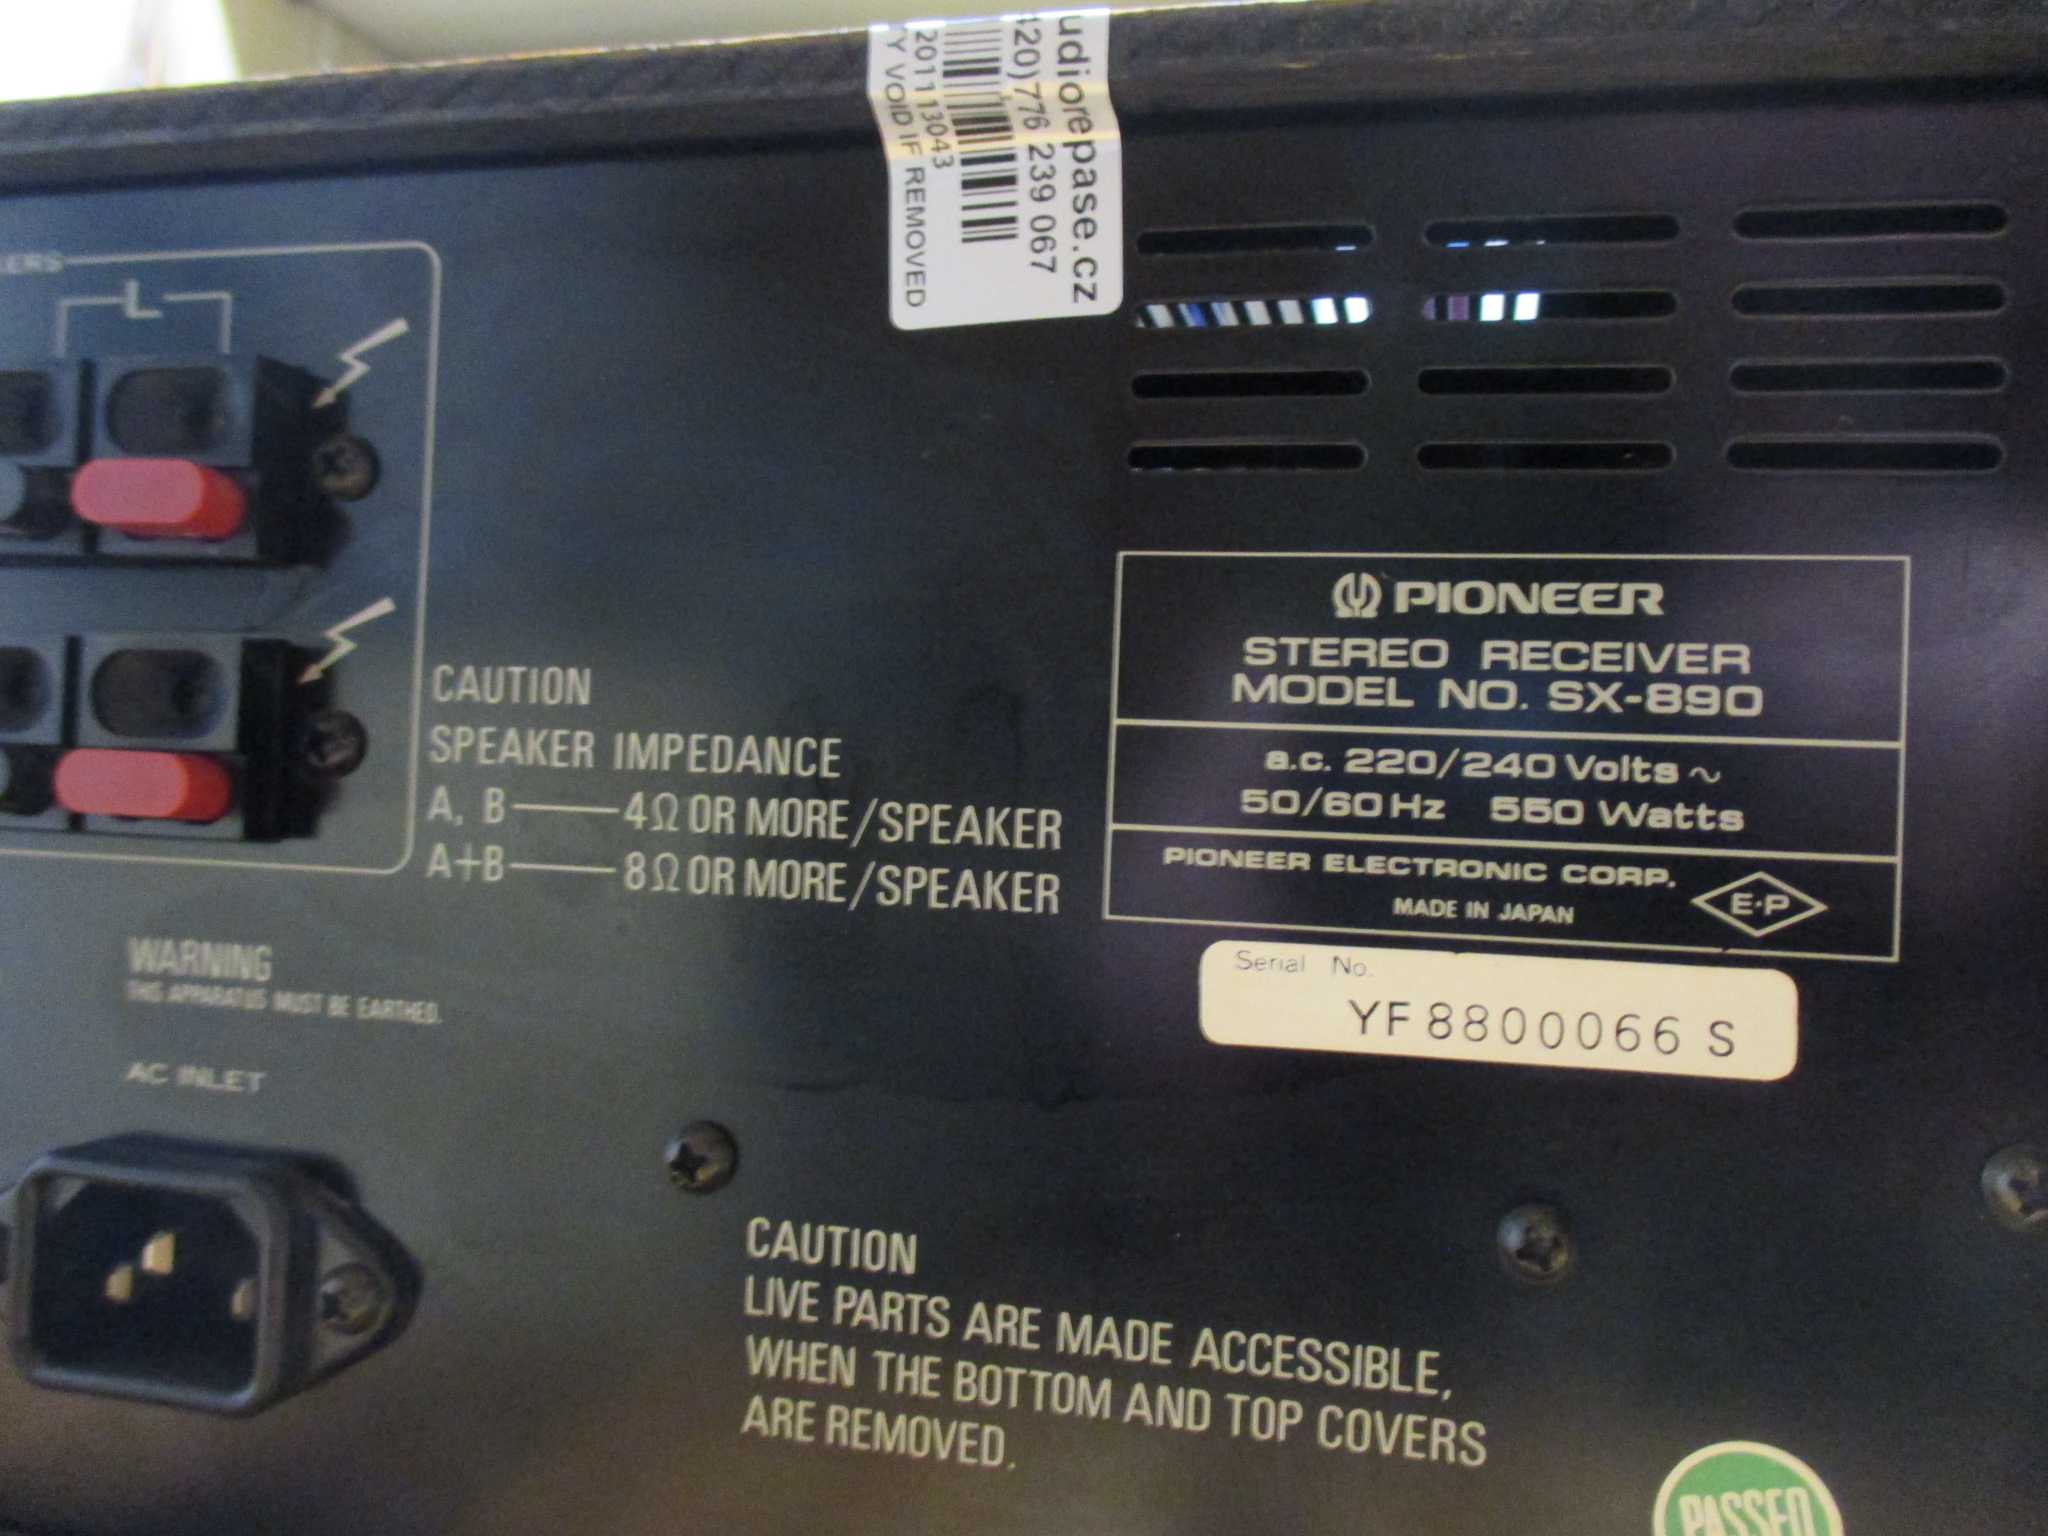 udiorepase.cz
420)776 239 067
2011113043
Y VOID IF REMOVED
L
PIONEER
STEREO RECEIVER
MODEL NO. SX-890
a.c. 220/240 Volts ~
50/60 Hz 550 Watts
PIONEER ELECTRONIC CORP.
MADE IN JAPAN
E·P
Serial No.
YF 8800066 S
CAUTION
SPEAKER IMPEDANCE
A, B——4Ω OR MORE/SPEAKER
A+B——8Ω OR MORE/SPEAKER
WARNING
THIS APPARATUS MUST BE EARTHED.
AC INLET
CAUTION
LIVE PARTS ARE MADE ACCESSIBLE,
WHEN THE BOTTOM AND TOP COVERS
ARE REMOVED.
PASSED